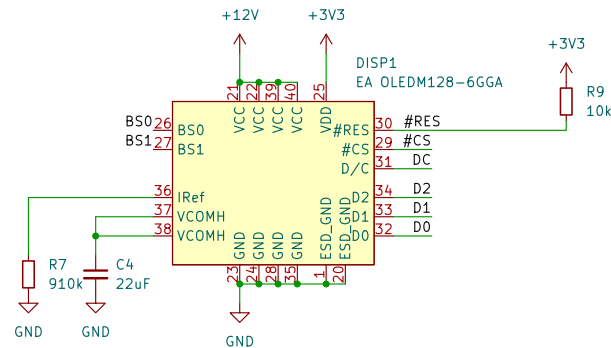 +12V
+3V3
+3V3
DISP1
EA OLEDM128-6GGA
21
22
39
40
25
VCC
VCC
VCC
VCC
VDD
R9
10k
BS0
26
BS0
BS1
27
BS1
#RES
30
#RES
#CS
29
#CS
D/C
31
DC
36
IRef
37
VCOMH
38
VCOMH
D2
34
D2
D1
33
D1
D0
32
D0
GND
GND
GND
GND
ESD_GND
ESD_GND
23
24
28
35
1
20
R7
910k
C4
22uF
GND
GND
GND